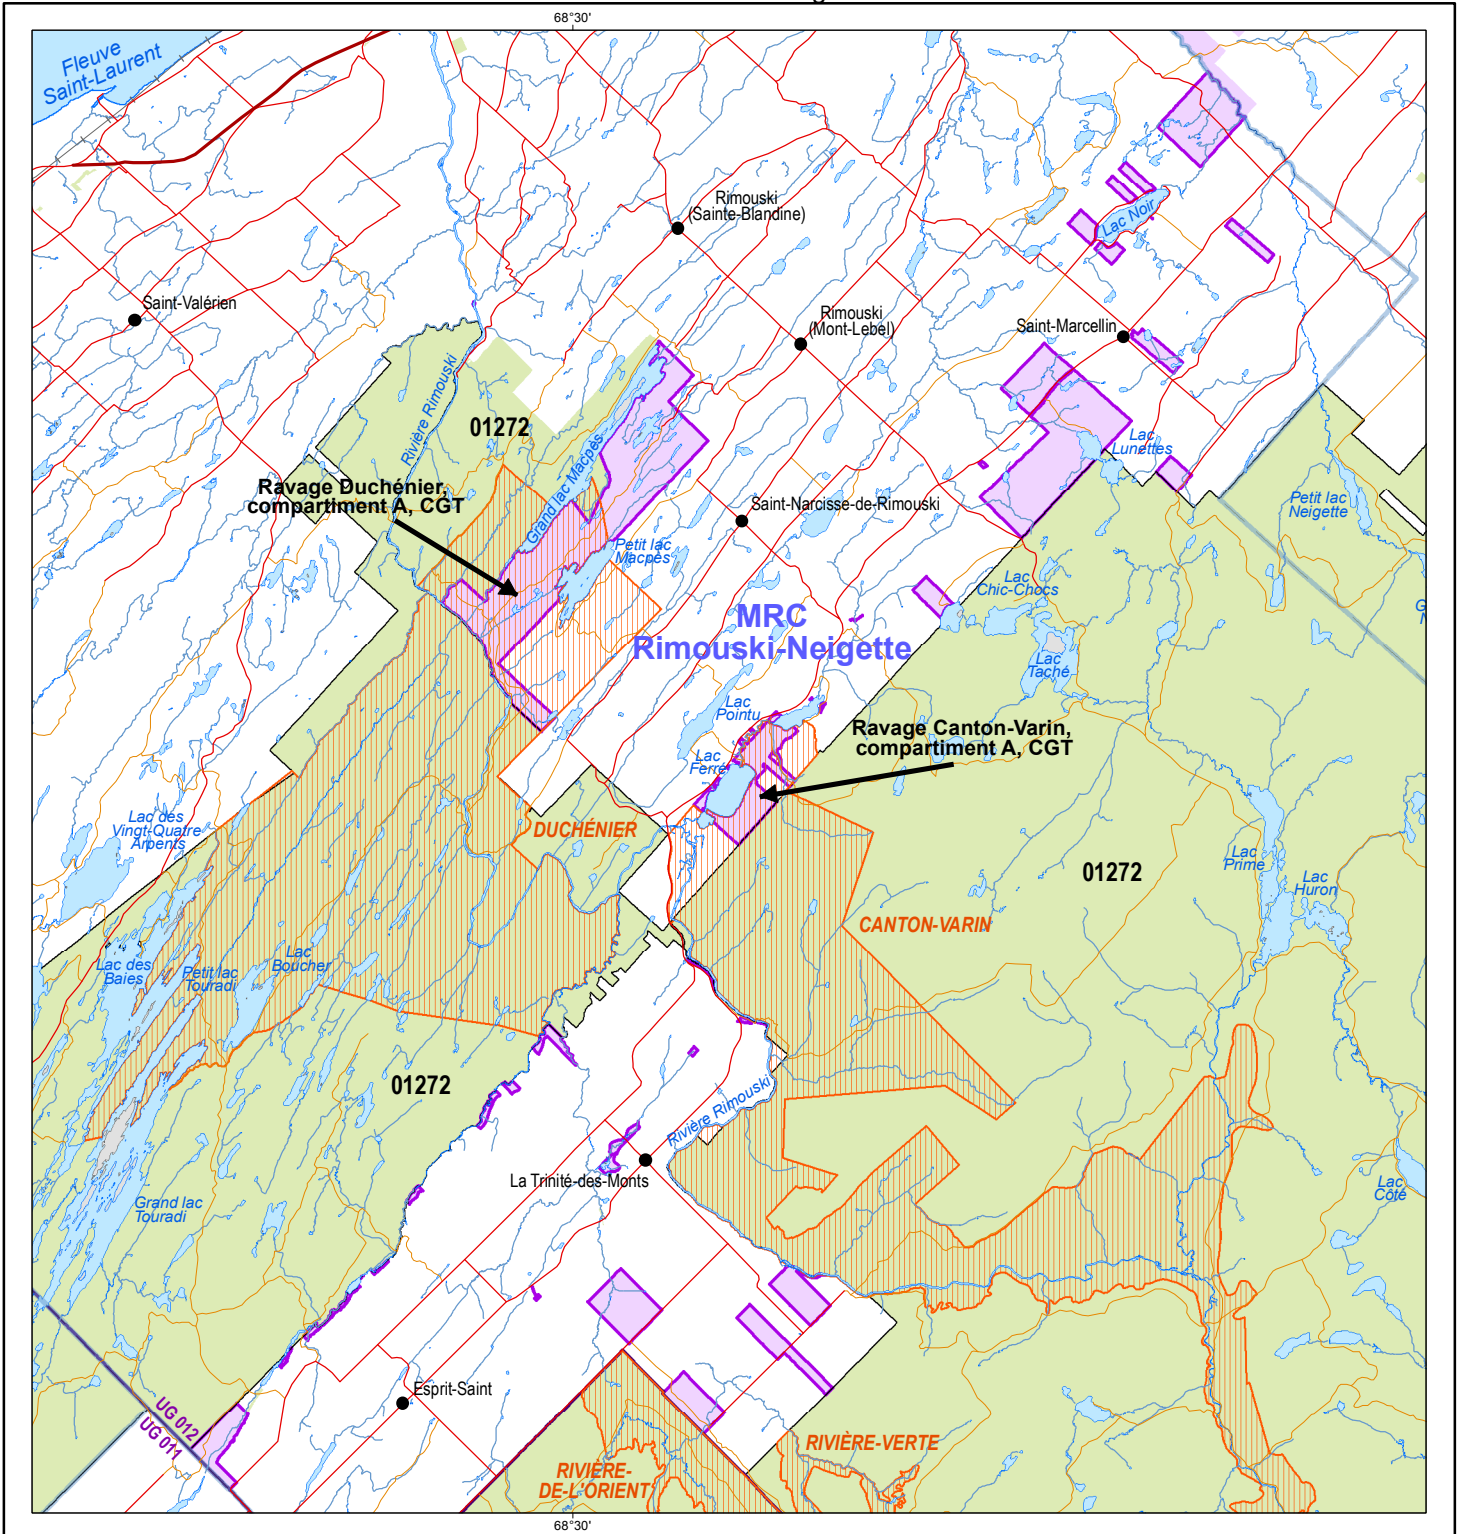 68°30'
Fleuve
Saint-Laurent
Rimouski
(Sainte-Blandine)
Lac Noir
Saint-Valérien
Rimouski
(Mont-Lebel)
Saint-Marcellin
Rivière Rimouski
01272
Lac
Lunettes
Grand lac Macpès
Ravage Duchénier,
compartiment A, CGT
Petit lac
Neigette
Saint-Narcisse-de-Rimouski
Petit lac
Macpès
Lac
Chic-Chocs
MRC
Rimouski-Neigette
Lac
Taché
Lac
Pointu
Ravage Canton-Varin,
compartiment A, CGT
Lac
Ferré
Lac des
Vingt-Quatre
Arpents
DUCHÉNIER
Lac
Prime
01272
Lac
Huron
CANTON-VARIN
Lac des
Baies
Petit lac
Touradi
Lac
Boucher
01272
Rivière Rimouski
La Trinité-des-Monts
Lac
Côté
Grand lac
Touradi
Esprit-Saint
UG 012
UG 011
RIVIÈRE-VERTE
RIVIÈRE-
DE-L'ORIENT
68°30'